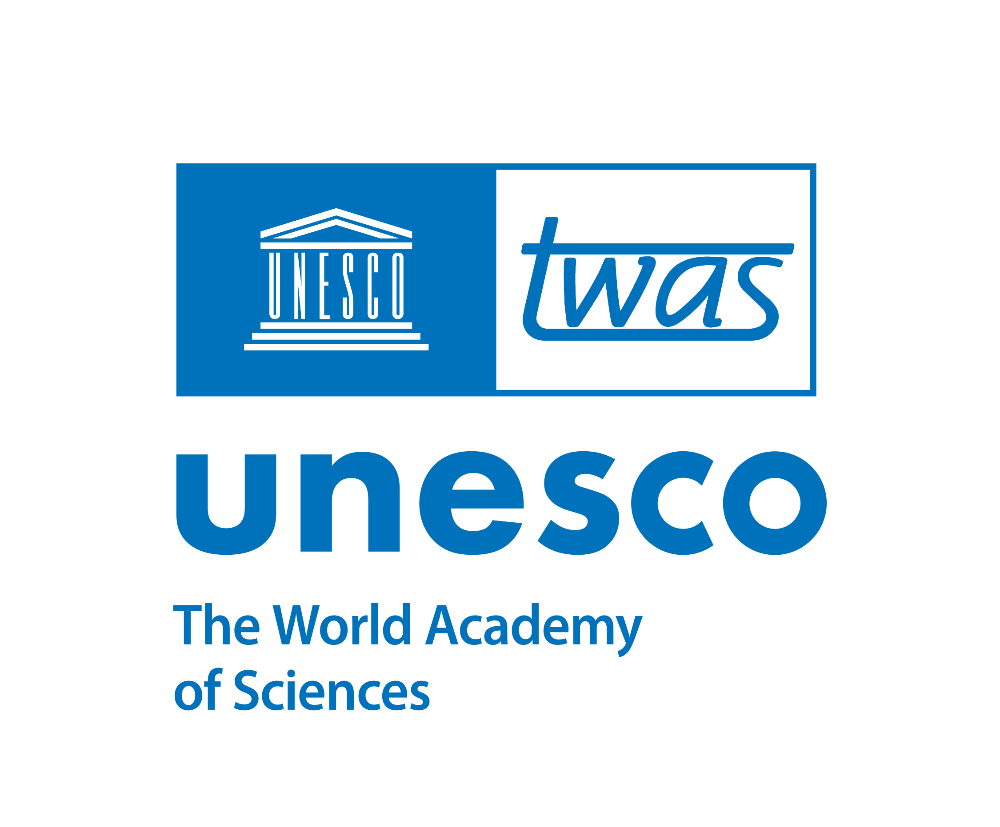 UNESCO
twas
unesco
The World Academy
of Sciences